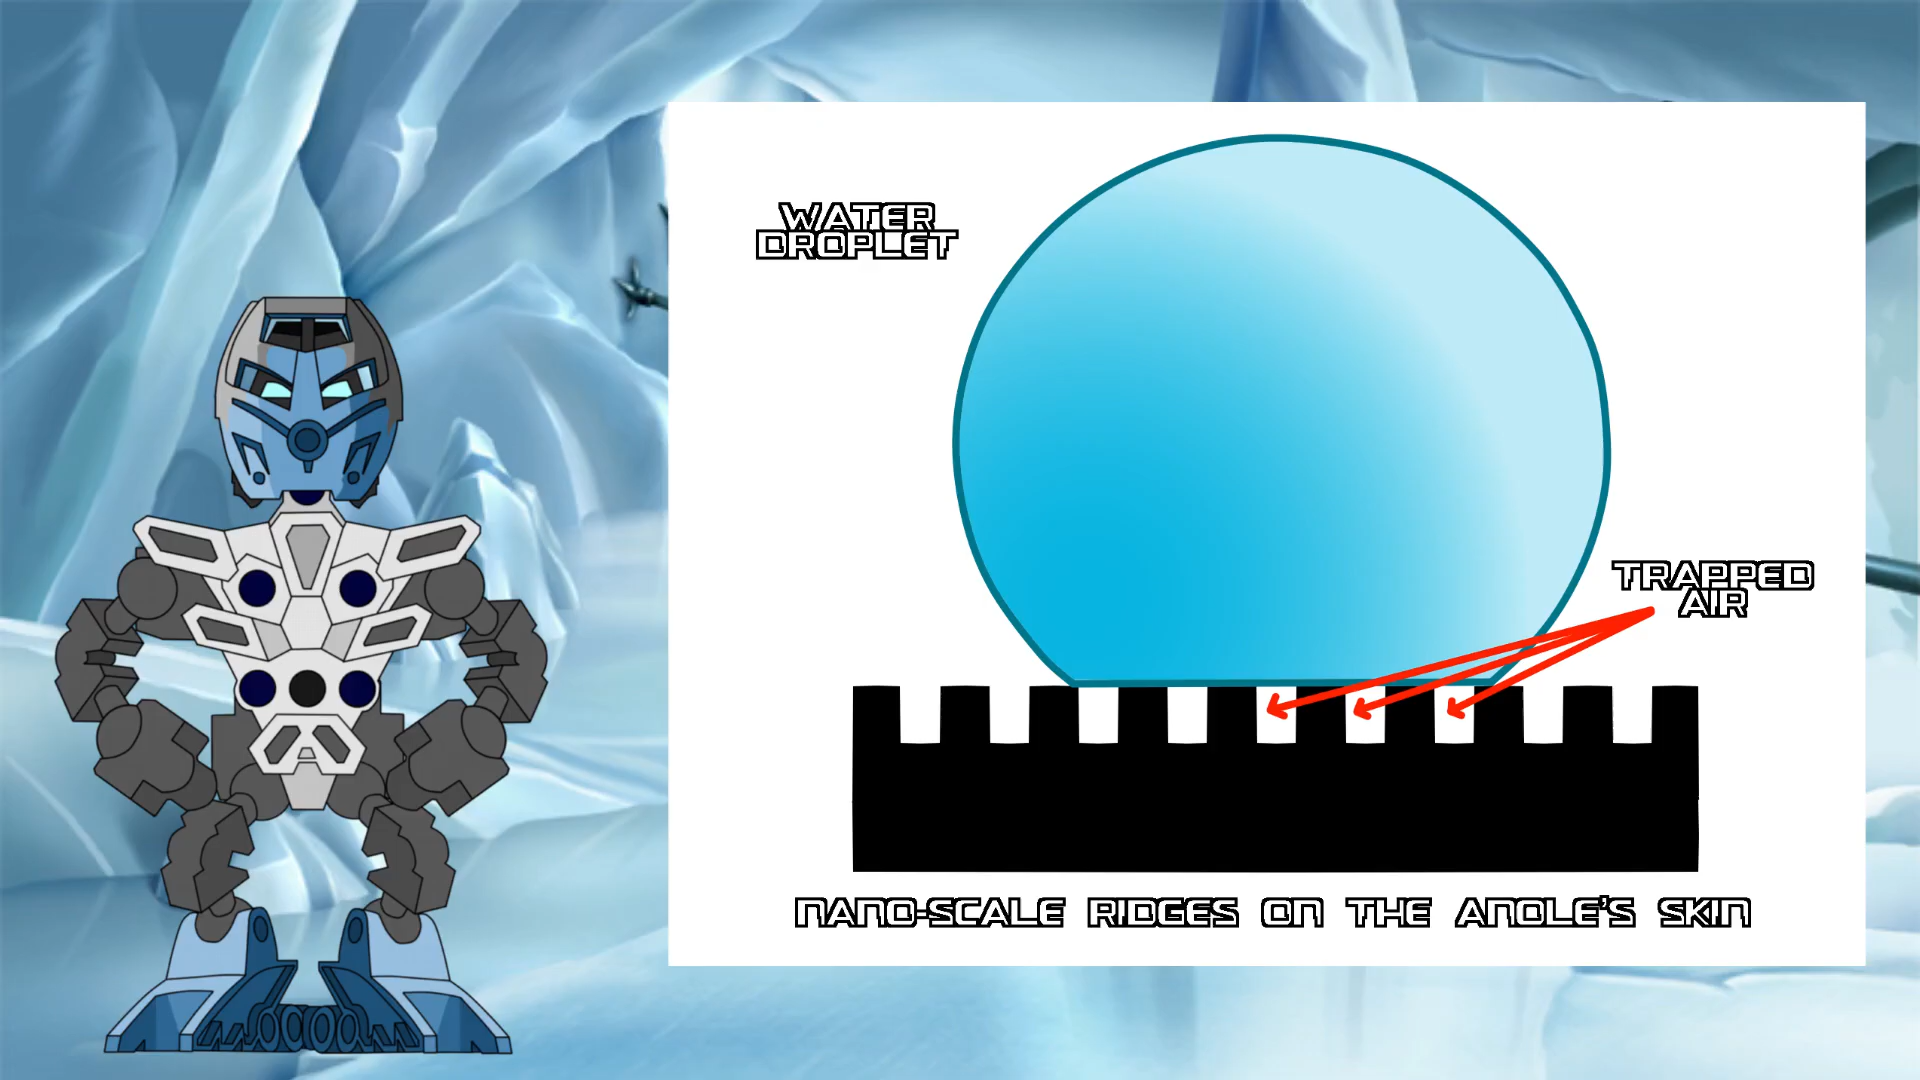 WATER
DROPLET
TRAPPED
AIR
NANO-SCALE RIDGES ON THE ANOLE'S SKIN